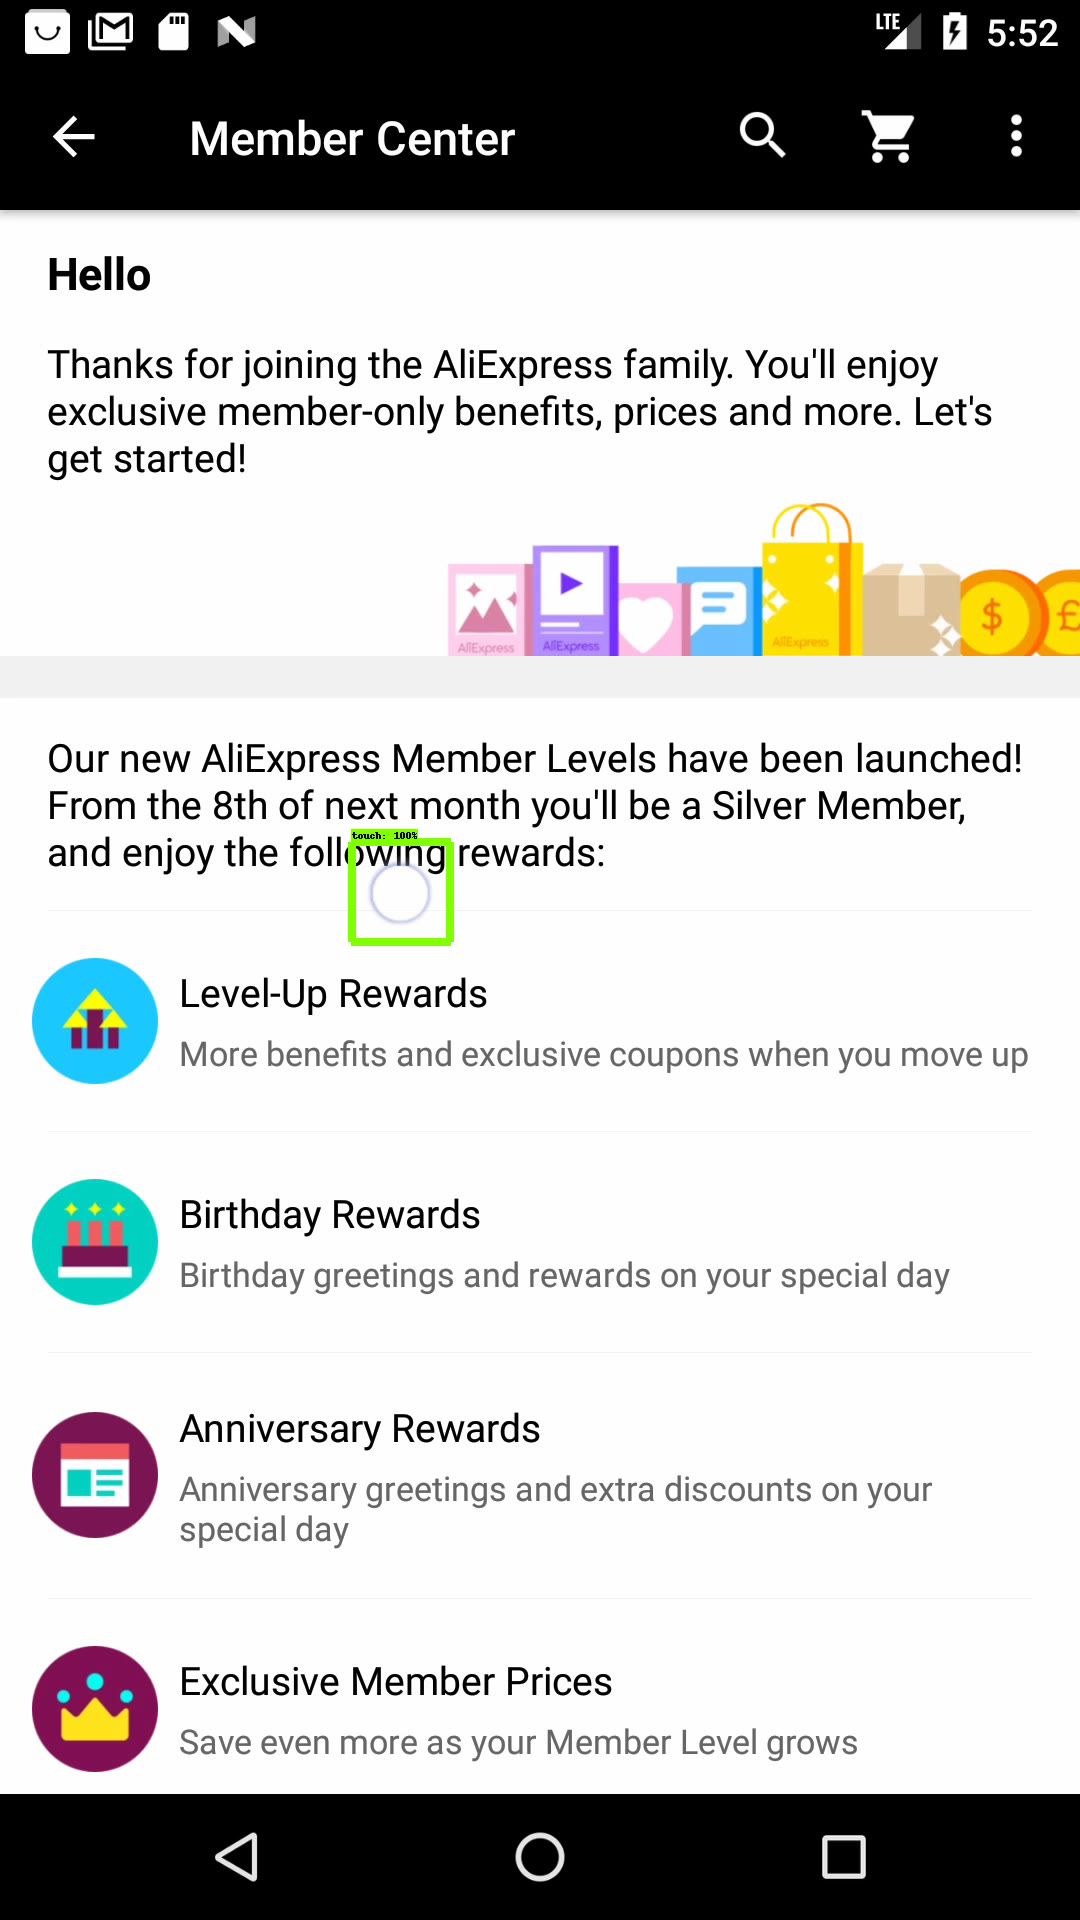 LTE 5:52
Member Center
Hello
Thanks for joining the AliExpress family. You'll enjoy
exclusive member-only benefits, prices and more. Let's
get started!
AliExpress AliExpress AliExpress $ £
Our new AliExpress Member Levels have been launched!
From the 8th of next month you'll be a Silver Member,
touch: 100%
and enjoy the following rewards:
Level-Up Rewards
More benefits and exclusive coupons when you move up
Birthday Rewards
Birthday greetings and rewards on your special day
Anniversary Rewards
Anniversary greetings and extra discounts on your
special day
Exclusive Member Prices
Save even more as your Member Level grows